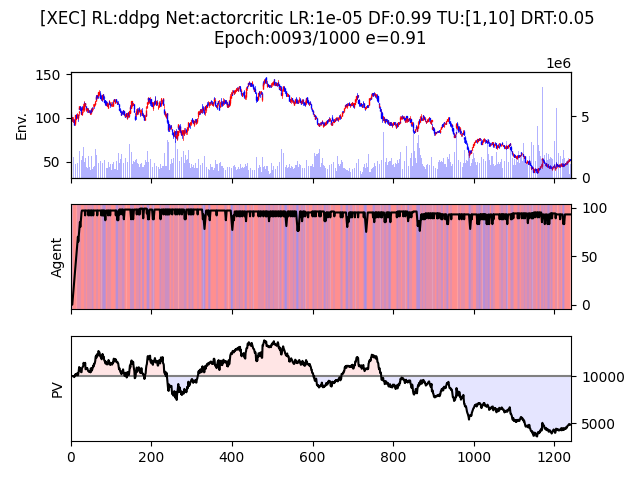 [XEC] RL:ddpg Net:actorcritic LR:1e-05 DF:0.99 TU:[1,10] DRT:0.05
Epoch:0093/1000 e=0.91
1e6
150
100
50
Env.
5
0
Agent
100
50
0
PV
10000
5000
0 200 400 600 800 1000 1200